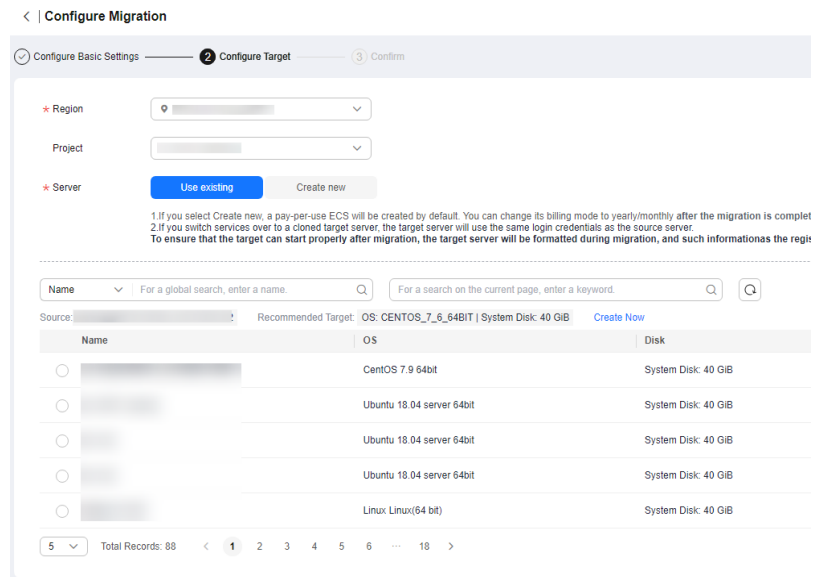 Configure Migration
Configure Basic Settings 2 Configure Target 3 Confirm
* Region
Project
* Server Use existing Create new
1.If you select Create new, a pay-per-use ECS will be created by default. You can change its billing mode to yearly/monthly after the migration is complet
2.If you switch services over to a cloned target server, the target server will use the same login credentials as the source server.
To ensure that the target can start properly after migration, the target server will be formatted during migration, and such informationas the regis
Name For a global search, enter a name. For a search on the current page, enter a keyword.
Source: Recommended Target: OS: CENTOS_7_6_64BIT | System Disk: 40 GiB Create Now
Name OS Disk
CentOS 7.9 64bit System Disk: 40 GiB
Ubuntu 18.04 server 64bit System Disk: 40 GiB
Ubuntu 18.04 server 64bit System Disk: 40 GiB
Ubuntu 18.04 server 64bit System Disk: 40 GiB
Linux Linux(64 bit) System Disk: 40 GiB
5 Total Records: 88 < 1 2 3 4 5 6 ... 18 >